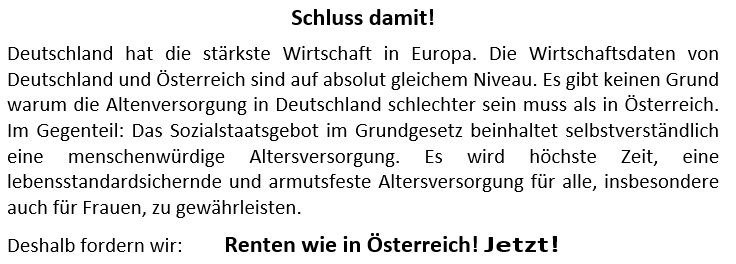 Schluss damit!
Deutschland hat die stärkste Wirtschaft in Europa. Die Wirtschaftsdaten von
Deutschland und Österreich sind auf absolut gleichem Niveau. Es gibt keinen Grund
warum die Altenversorgung in Deutschland schlechter sein muss als in Österreich.
Im Gegenteil: Das Sozialstaatsgebot im Grundgesetz beinhaltet selbstverständlich
eine menschenwürdige Altersversorgung. Es wird höchste Zeit, eine
lebensstandardsichernde und armutsfeste Altersversorgung für alle, insbesondere
auch für Frauen, zu gewährleisten.
Deshalb fordern wir: Renten wie in Österreich! Jetzt!